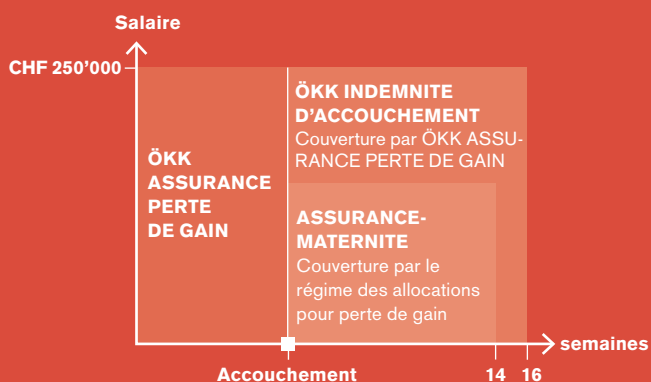 Salaire
CHF 250'000
ÖKK
ASSURANCE
PERTE
DE GAIN
ÖKK INDEMNITE
D'ACCOUCHEMENT
Couverture par ÖKK ASSU-
RANCE PERTE DE GAIN
ASSURANCE-
MATERNITE
Couverture par le
régime des allocations
pour perte de gain
semaines
Accouchement
14 16